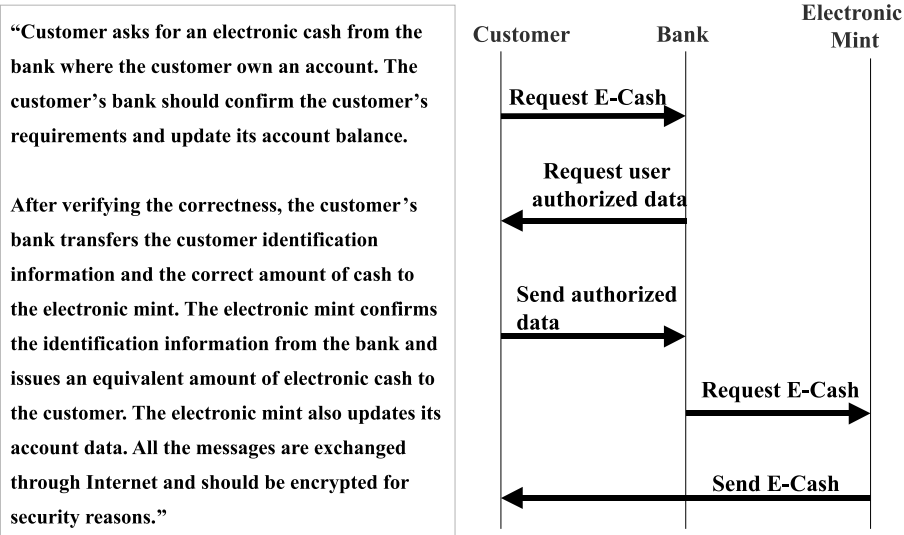 “Customer asks for an electronic cash from the
bank where the customer own an account. The
customer’s bank should confirm the customer’s
requirements and update its account balance.
After verifying the correctness, the customer’s
bank transfers the customer identification
information and the correct amount of cash to
the electronic mint. The electronic mint confirms
the identification information from the bank and
issues an equivalent amount of electronic cash to
the customer. The electronic mint also updates its
account data. All the messages are exchanged
through Internet and should be encrypted for
security reasons.”
Customer
Bank
Electronic
Mint
Request E-Cash
Request user
authorized data
Send authorized
data
Request E-Cash
Send E-Cash